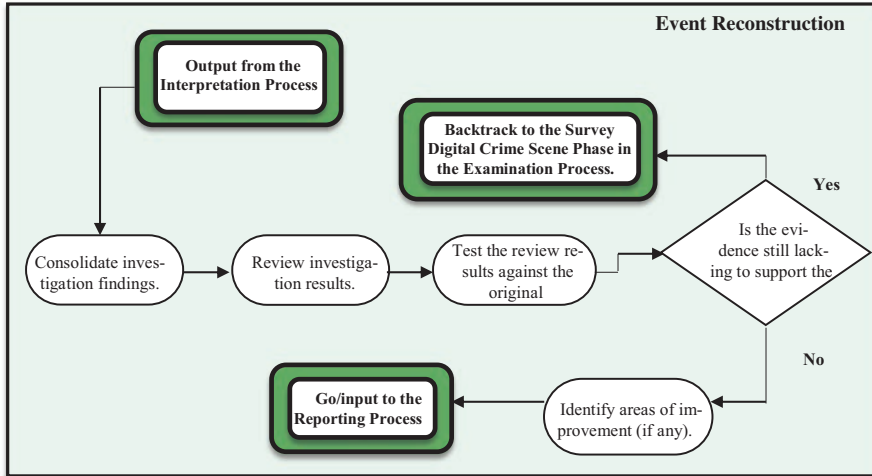 Event Reconstruction
Output from the
Interpretation Process
Backtrack to the Survey
Digital Crime Scene Phase in
the Examination Process.
Yes
Is the evi-
dence still lack-
ing to support the
Consolidate inves-
tigation findings.
Review investiga-
tion results.
Test the review re-
sults against the
original
No
Go/input to the
Reporting Process
Identify areas of im-
provement (if any).